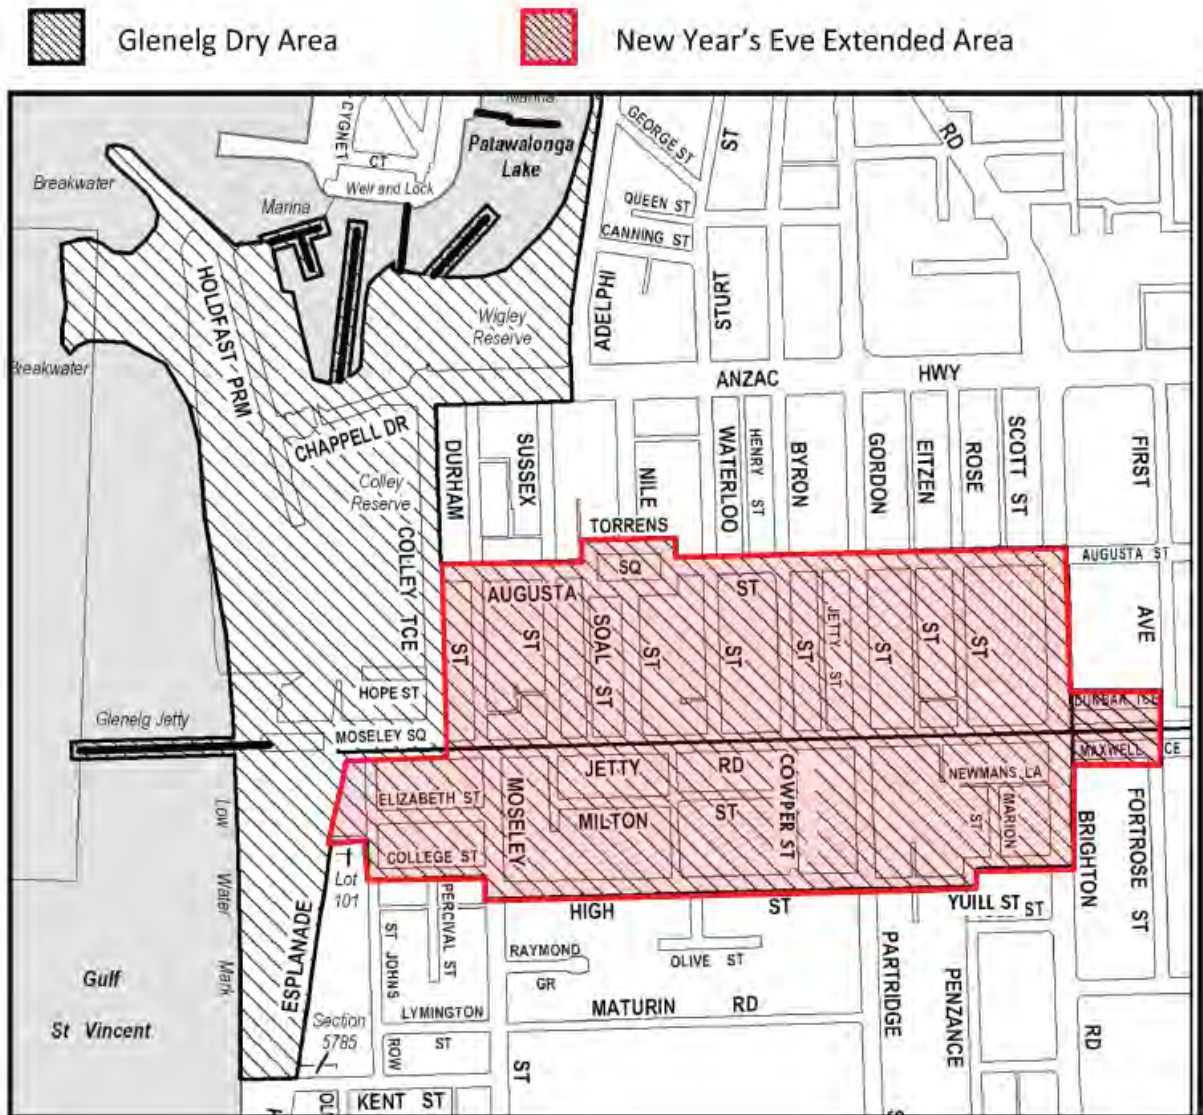 Glenelg Dry Area
New Year's Eve Extended Area
Marina
CYGNET
CT
GEORGE ST
ST
RD
Patawalonga
Lake
Breakwater
Weir and Lock
Marina
QUEEN ST
CANNING ST
HOLDFAST PRM
ADELPHI
STURT
Wigley
Reserve
Breakwater
ANZAC
HWY
CHAPPELL DR
DURHAM
SUSSEX
NILE
WATERLOO
HENRY ST
BYRON
GORDON
EITZEN
ROSE
SCOTT ST
FIRST
Colley
Reserve
COLLEY TCE
TORRENS
SQ
AUGUSTA ST
AUGUSTA
ST
ST
ST
SOAL ST
ST
ST
ST
JETTY ST
ST
ST
ST
AVE
HOPE ST
DUNBAR TCE
Glenelg Jetty
MOSELEY SQ
MAXWELL
CE
JETTY
RD
COWPER ST
NEWMANS LA
ELIZABETH ST
MOSELEY
MILTON
ST
ST
MARION
BRIGHTON
FORTROSE ST
Low Water Mark
COLLEGE ST
Lot
101
PERCIVAL ST
HIGH
ST
YUILL ST
ST
ESPLANADE
ST JOHNS
RAYMOND
GR
OLIVE ST
PARTRIDGE
PENZANCE
Gulf
St Vincent
Section
5785
LYMINGTON
ST
ROW
MATURIN
RD
RD
ST
KENT ST